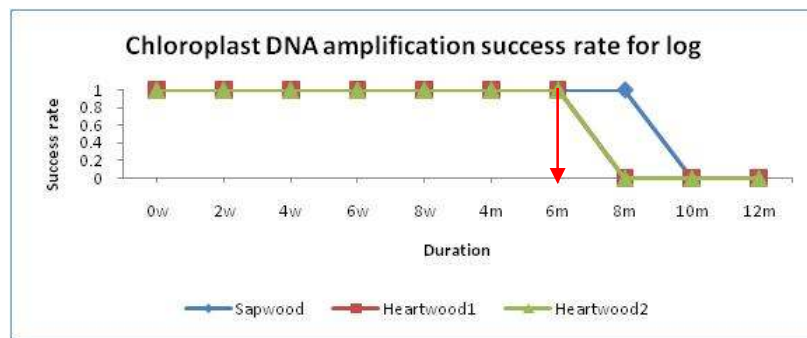 Chloroplast DNA amplification success rate for log
Success rate
1
0.8
0.6
0.4
0.2
0
0w 2w 4w 6w 8w 4m 6m 8m 10m 12m
Duration
Sapwood Heartwood1 Heartwood2